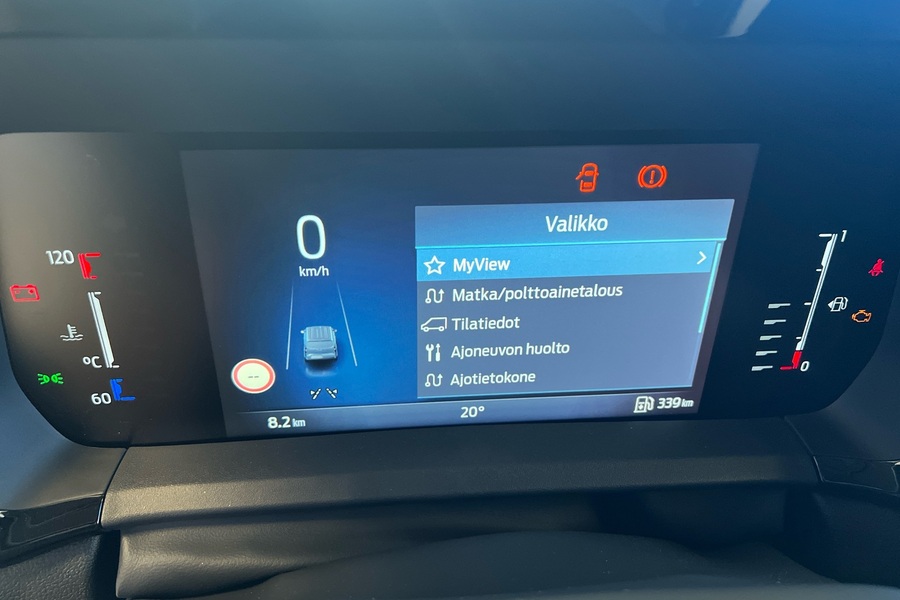 120
°C
60
0
km/h
--
8.2 km
20°
Valikko
MyView
Matka/polttoainetalous
Tilatiedot
Ajoneuvon huolto
Ajotietokone
339 km
1
0